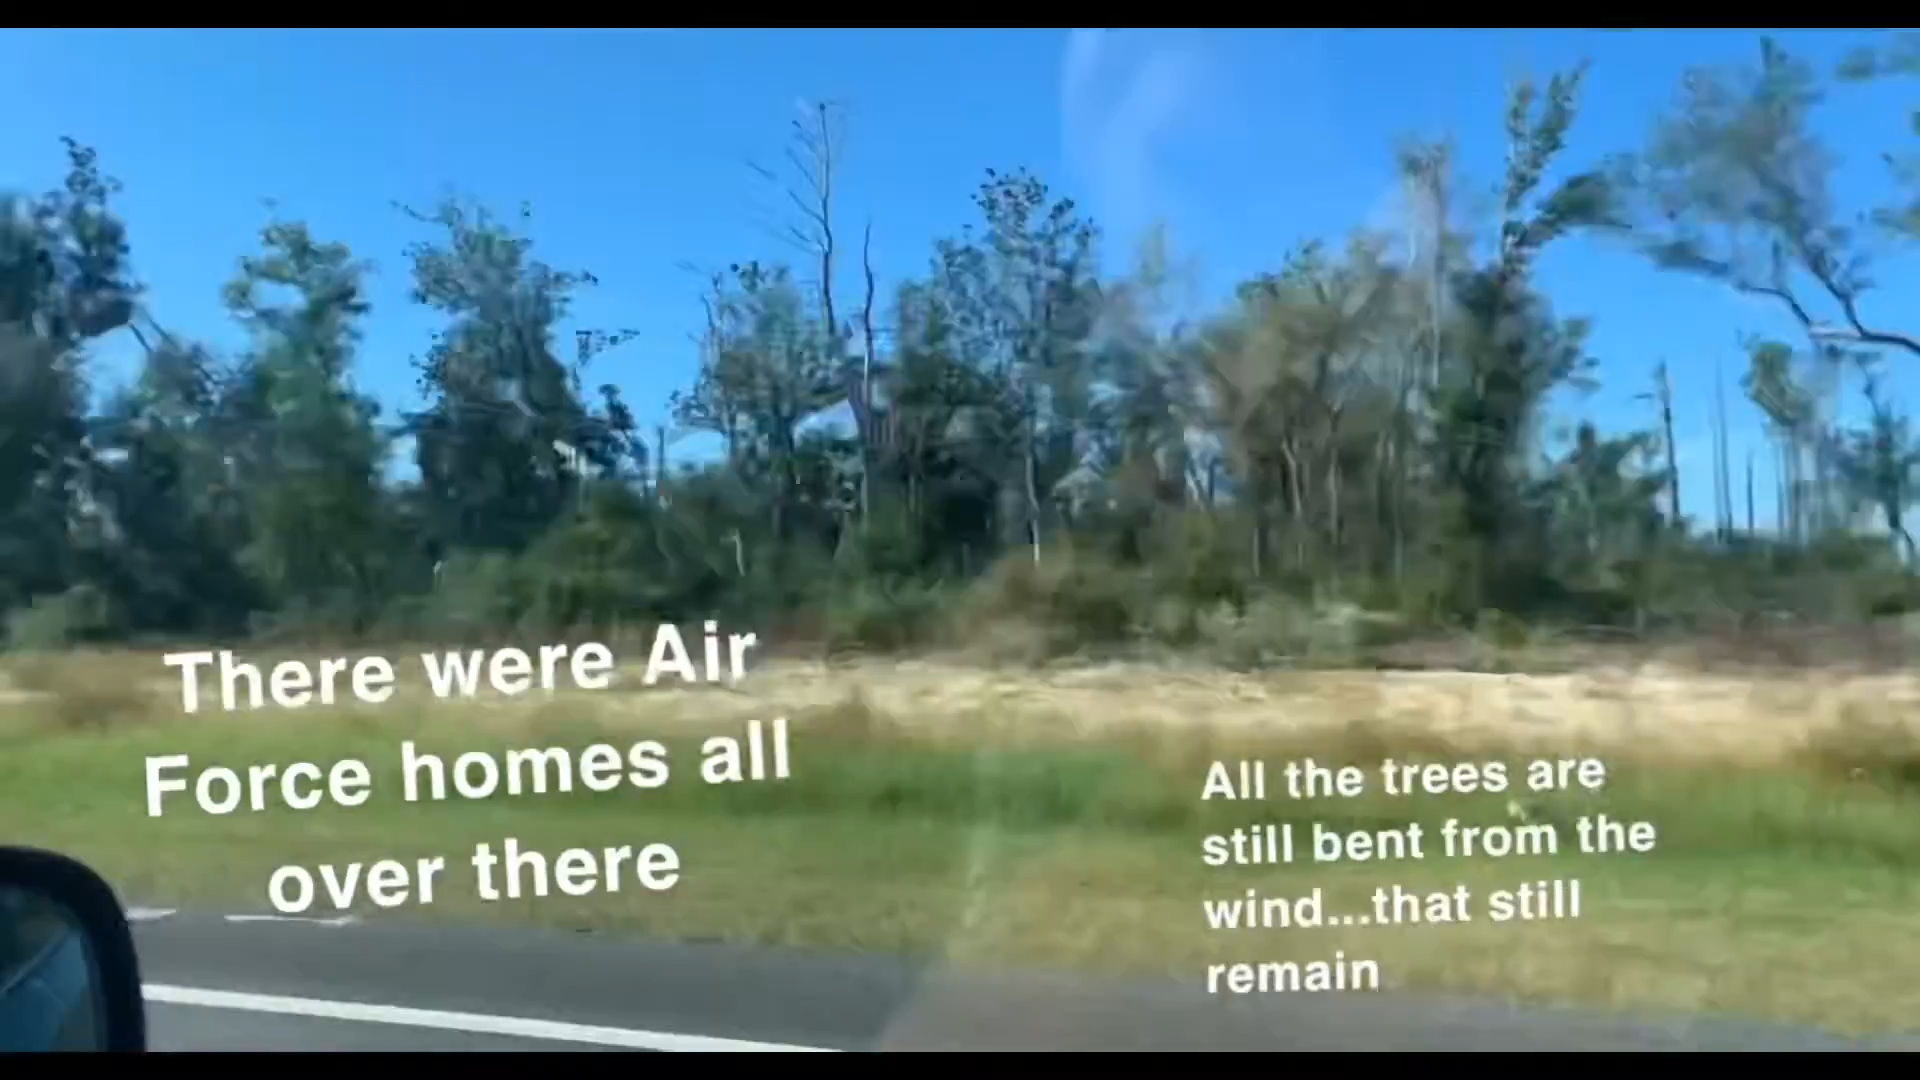 There were Air
Force homes all
over there
All the trees are
still bent from the
wind...that still
remain